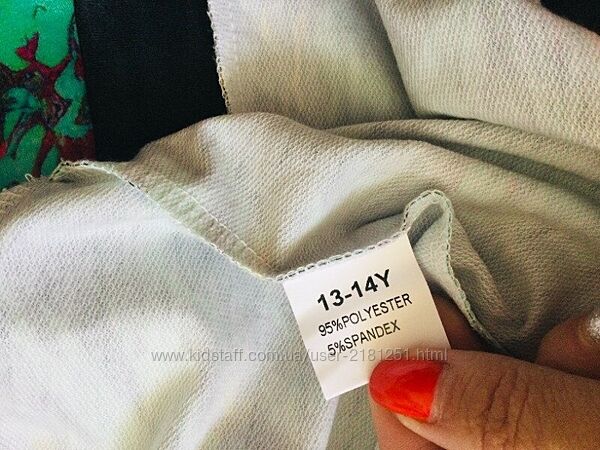 13-14Y
95%POLYESTER
5%SPANDEX
www.kidstaff.com.ua/user-2181251.html